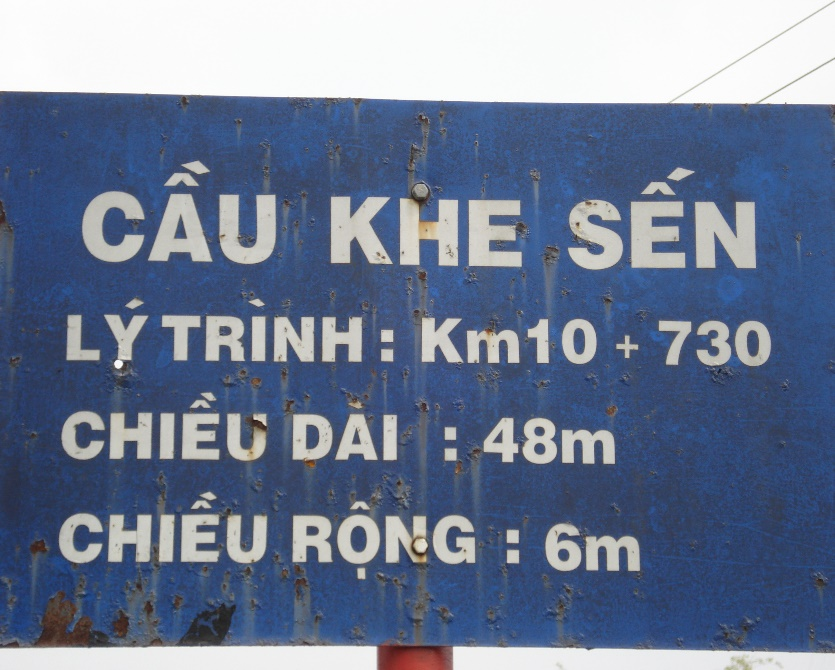 CẦU KHE SẾN
LÝ TRÌNH : Km10 + 730
CHIỀU DÀI : 48m
CHIỀU RỘNG : 6m